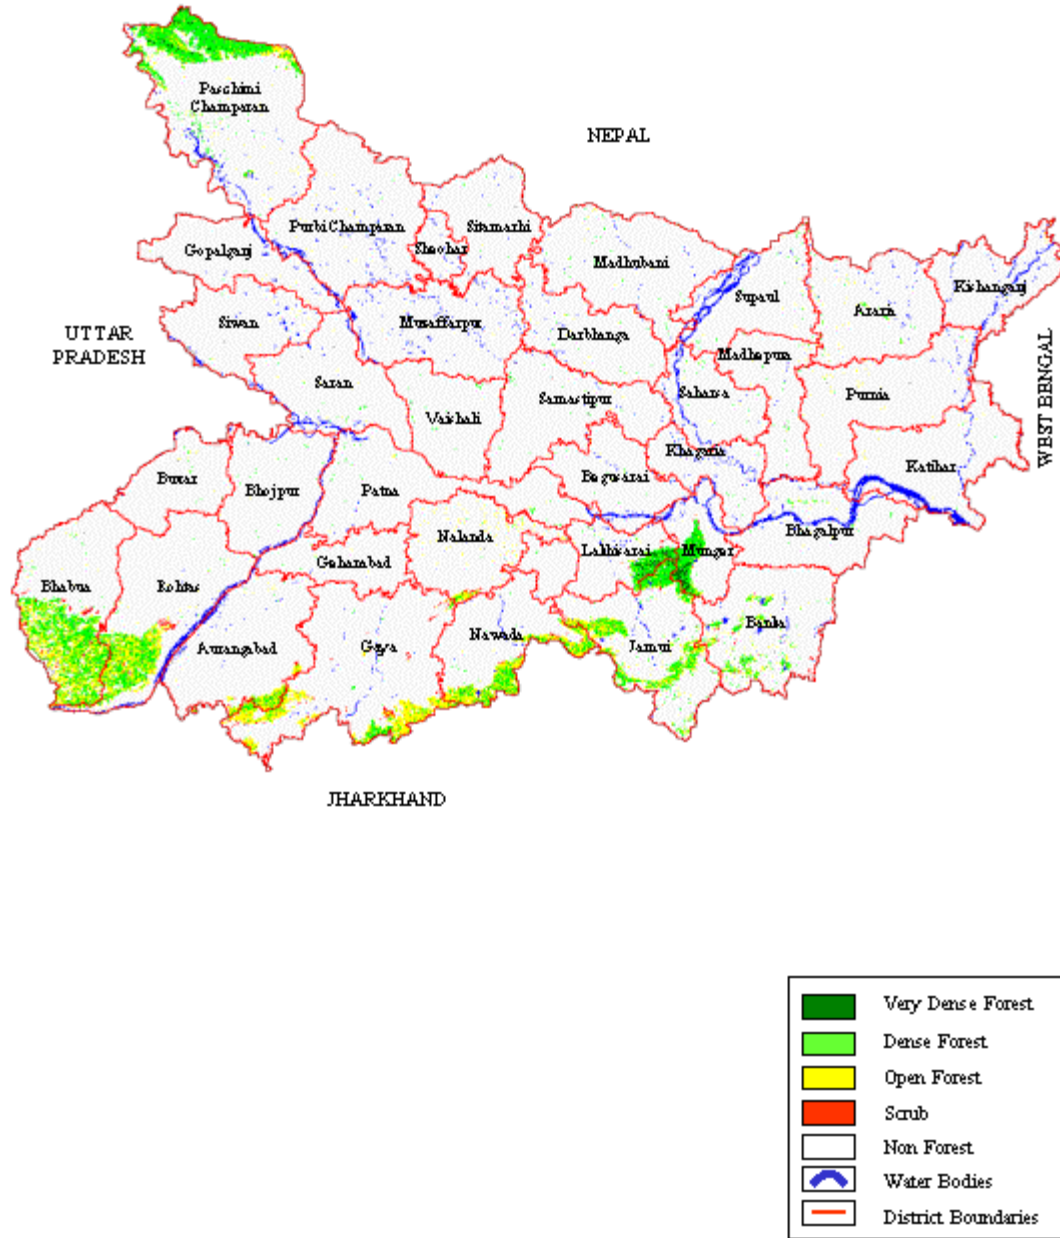 Paschimi
Champaran
NEPAL
Purbi Champaran
Sheohar
Sitamarhi
Gopalganj
Madhubani
Kishanganj
Supaul
Araria
Siwan
Muzaffarpur
Darbhanga
UTTAR
PRADESH
Madhepura
WEST BENGAL
Saran
Saharsa
Purnia
Vaishali
Samastipur
Khagaria
Katihar
Buxar
Bhojpur
Patna
Begusarai
Bhagalpur
Nalanda
Lakhisarai
Munger
Jahanabad
Bhabua
Rohtas
Banka
Nawada
Aurangabad
Gaya
Jamui
JHARKHAND
Very Dense Forest
Dense Forest
Open Forest
Scrub
Non Forest
Water Bodies
District Boundaries